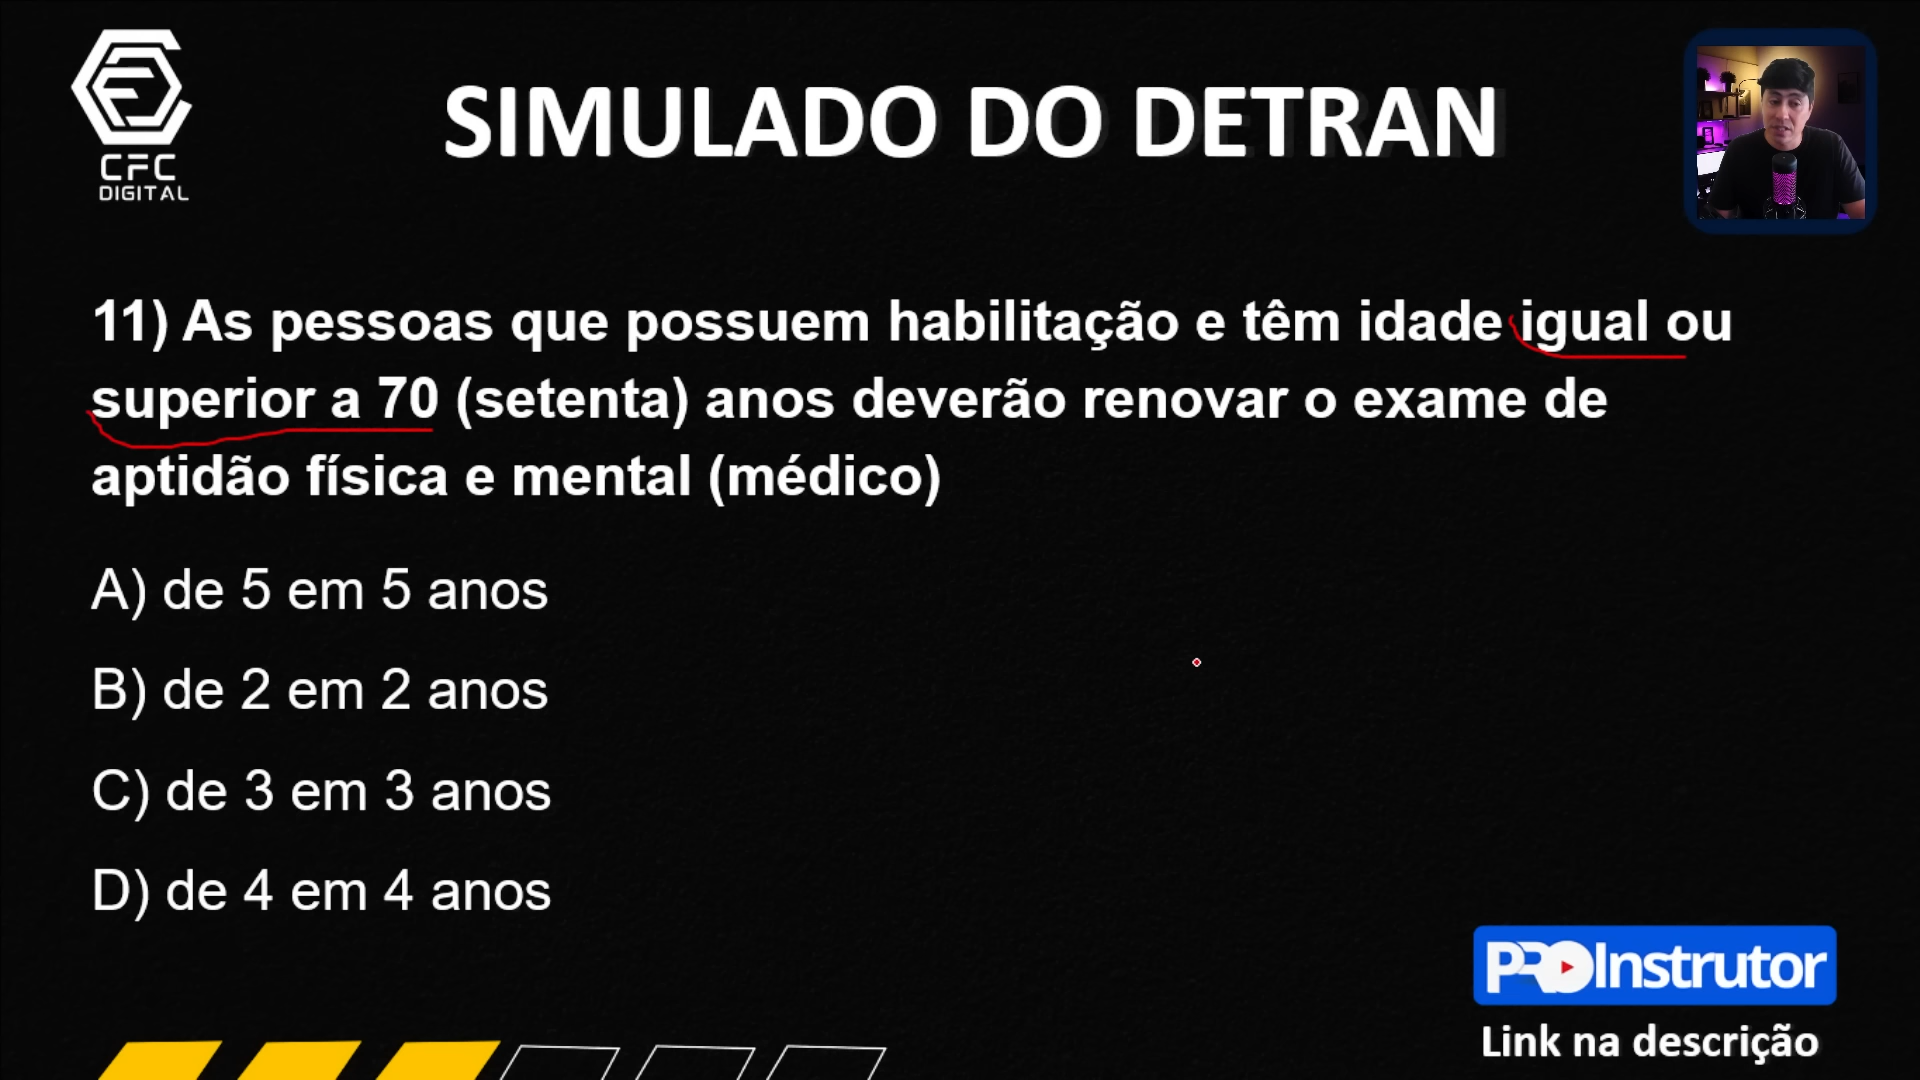 CFC
DIGITAL
SIMULADO DO DETRAN
11) As pessoas que possuem habilitação e têm idade igual ou
superior a 70 (setenta) anos deverão renovar o exame de
aptidão física e mental (médico)
A) de 5 em 5 anos
B) de 2 em 2 anos
C) de 3 em 3 anos
D) de 4 em 4 anos
PROInstrutor
Link na descrição